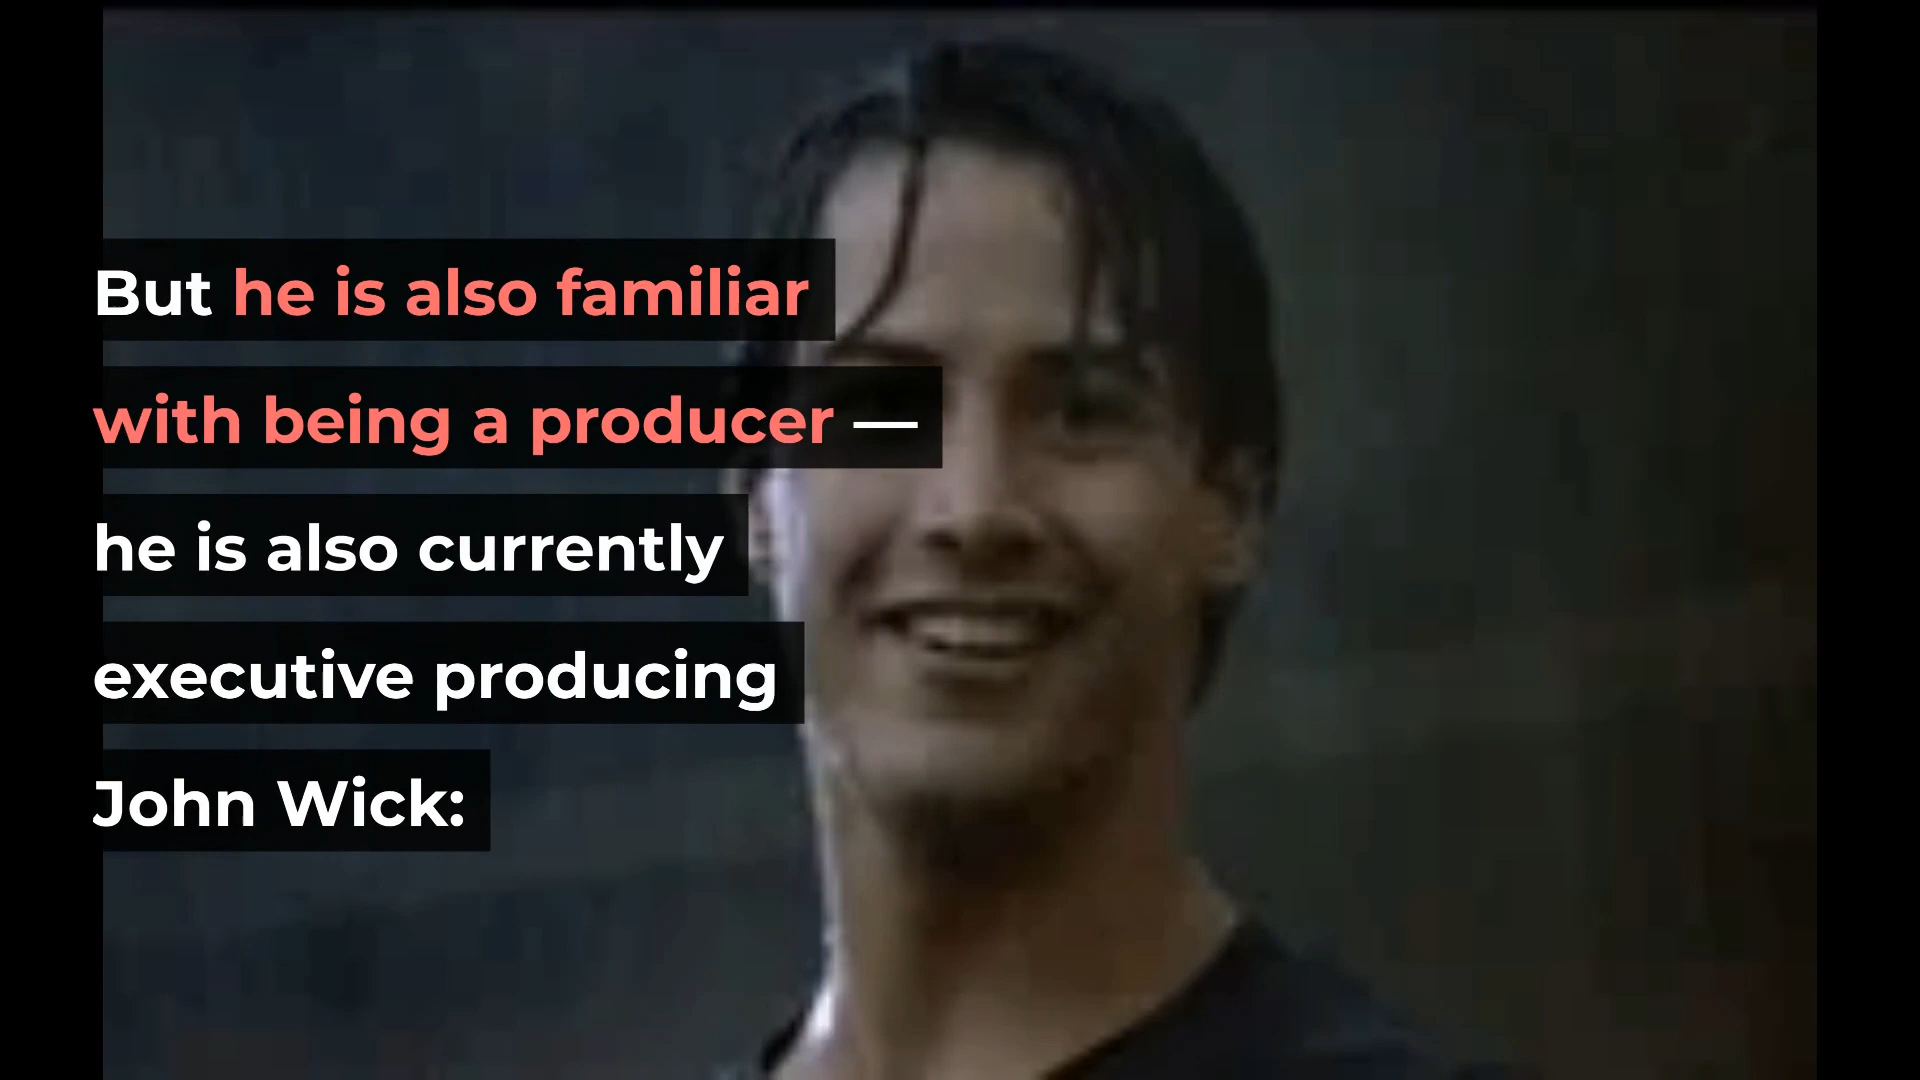 But he is also familiar
with being a producer —
he is also currently
executive producing
John Wick: